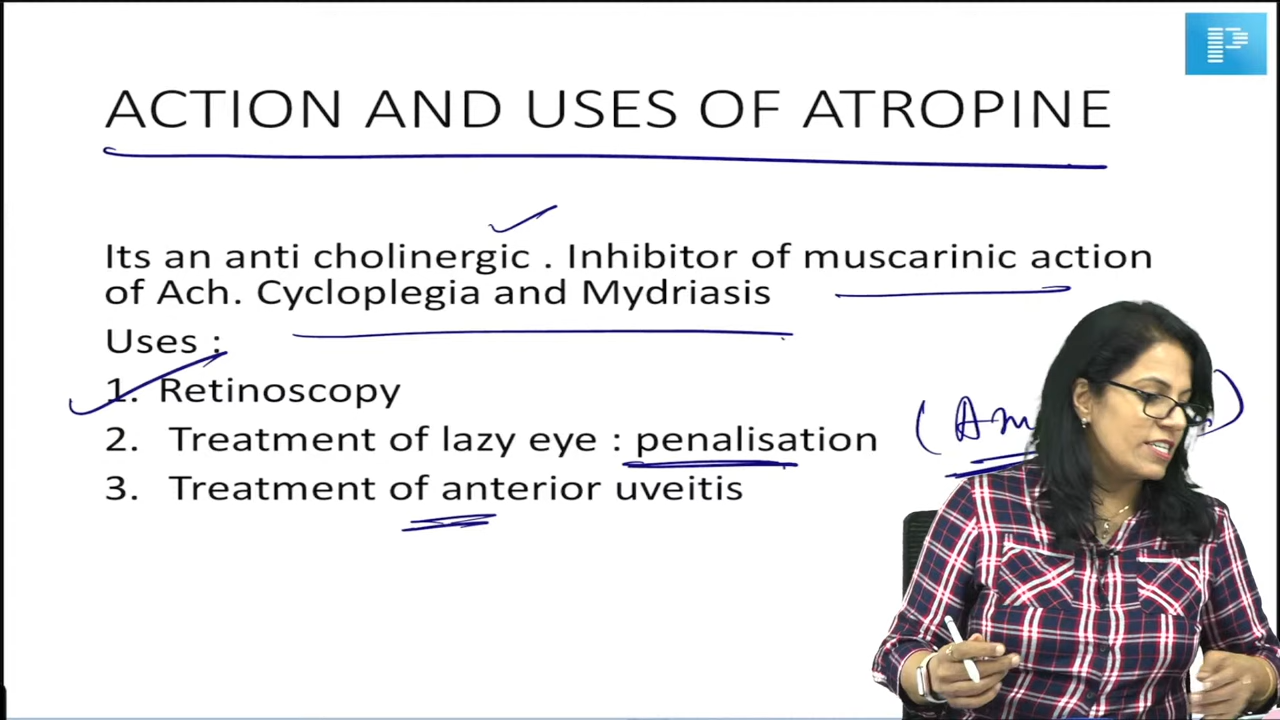 ACTION AND USES OF ATROPINE
Its an anti cholinergic . Inhibitor of muscarinic action
of Ach. Cycloplegia and Mydriasis
Uses :
1. Retinoscopy
2. Treatment of lazy eye : penalisation
3. Treatment of anterior uveitis